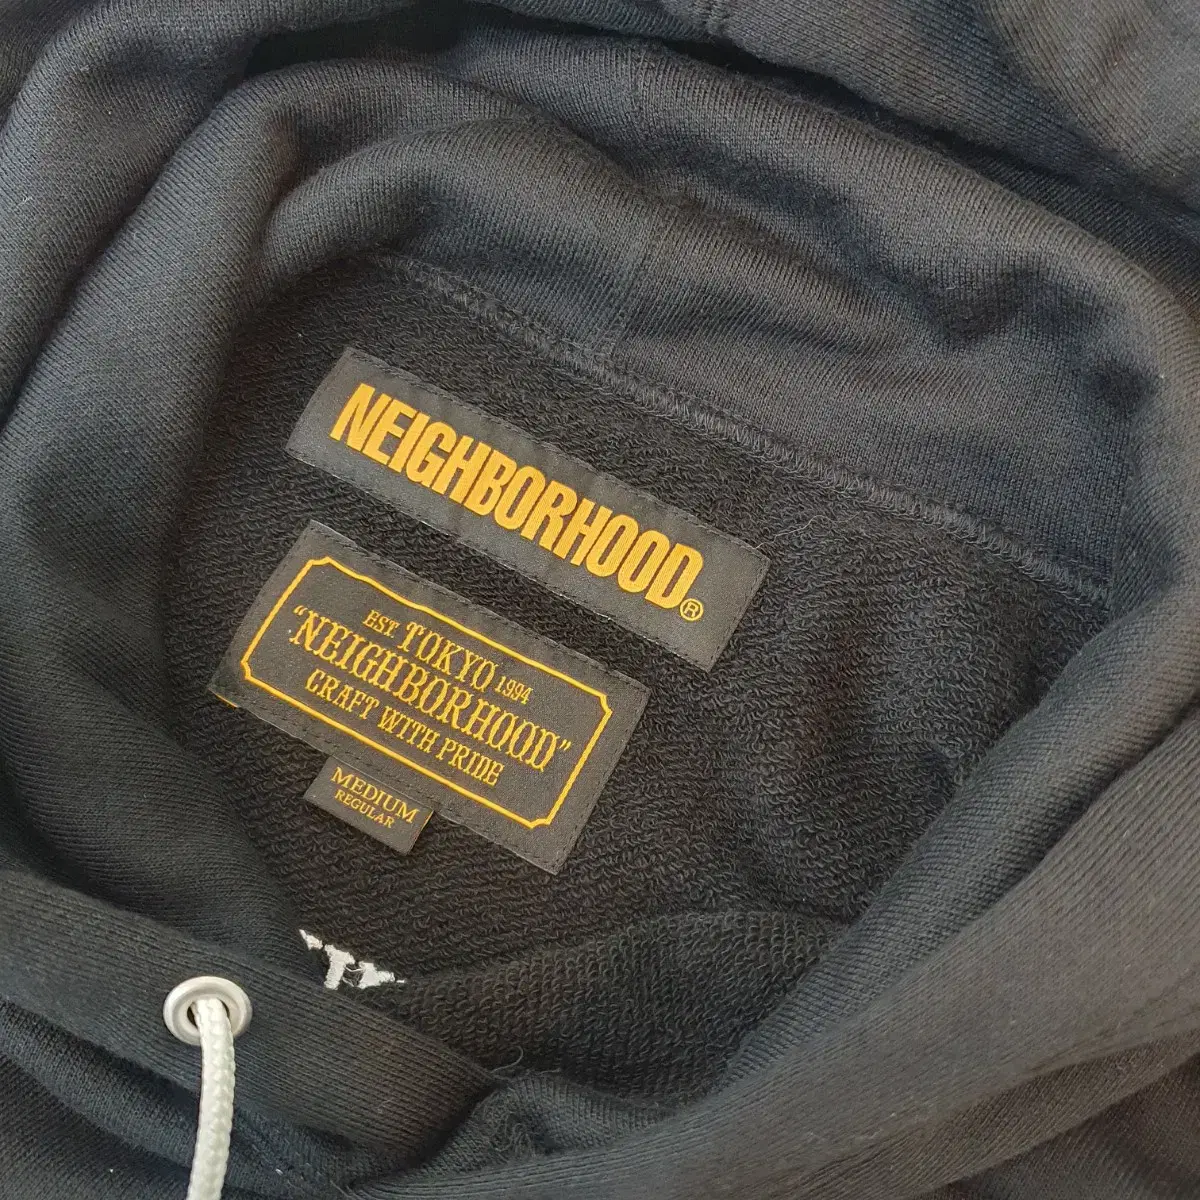 NEIGHBORHOOD®
EST. TOKYO 1994
"NEIGHBORHOOD"
CRAFT WITH PRIDE
MEDIUM
REGULAR